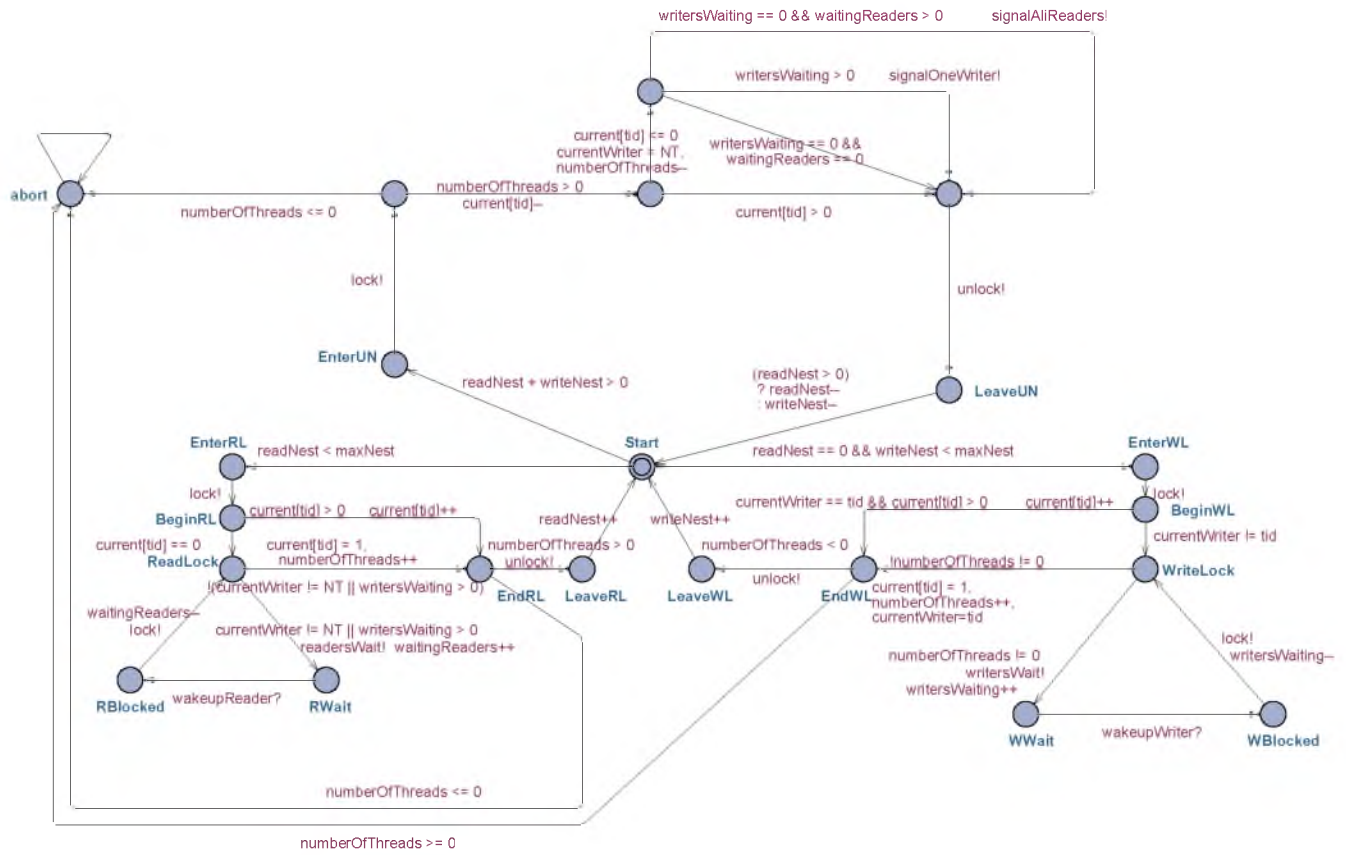 writersWaiting == 0 && waitingReaders > 0 signalAliReaders!
writersWaiting > 0 signalOneWriter!
current[tid] <= 0
currentWriter = NT,
numberOfThreads--
writersWaiting == 0 &&
waitingReaders == 0
abort
numberOfThreads <= 0
numberOfThreads > 0
current[tid]--
current[tid] > 0
lock!
unlock!
EnterUN
readNest + writeNest > 0
(readNest > 0)
? readNest--
: writeNest--
LeaveUN
EnterRL
readNest < maxNest
Start
readNest == 0 && writeNest < maxNest
EnterWL
lock!
BeginRL
current[tid] > 0 current[tid]++
readNest++
writeNest++
currentWriter == tid && current[tid] > 0 current[tid]++
lock!
BeginWL
current[tid] == 0
ReadLock
current[tid] = 1,
numberOfThreads++
numberOfThreads > 0
unlock!
numberOfThreads < 0
unlock!
currentWriter != tid
!numberOfThreads != 0
WriteLock
!(currentWriter != NT || writersWaiting > 0)
EndRL
LeaveRL
LeaveWL
EndWL
current[tid] = 1,
numberOfThreads++,
currentWriter=tid
waitingReaders--
lock!
currentWriter != NT || writersWaiting > 0
readersWait! waitingReaders++
numberOfThreads != 0
writersWait!
writersWaiting++
lock!
writersWaiting--
RBlocked
wakeupReader?
RWait
WWait
wakeupWriter?
WBlocked
numberOfThreads <= 0
numberOfThreads >= 0